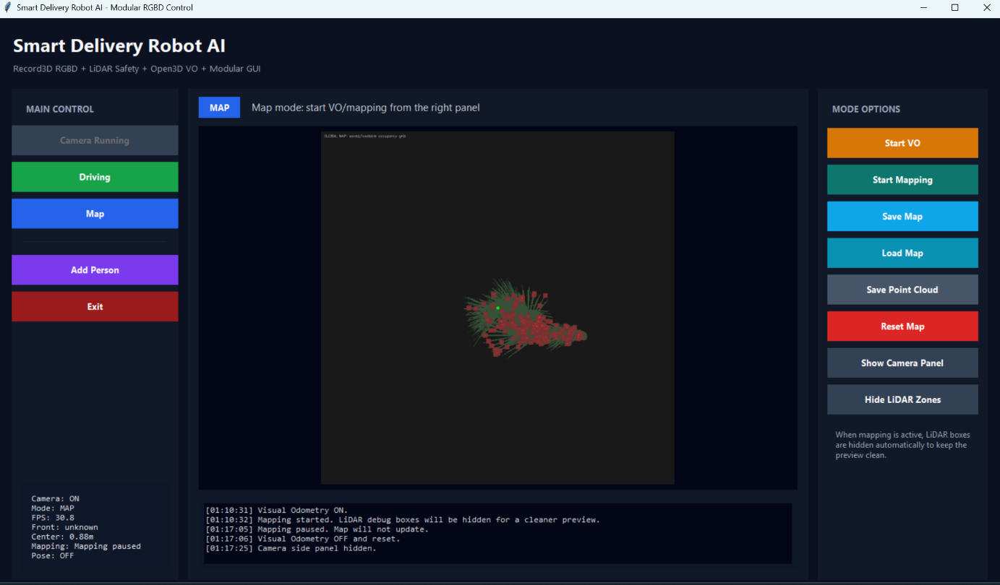 Smart Delivery Robot AI - Modular RGBD Control
Smart Delivery Robot AI
Record3D RGBD + LiDAR Safety + Open3D VO + Modular GUI
MAIN CONTROL
Camera Running
Driving
Map
Add Person
Exit
Camera: ON
Mode: MAP
FPS: 30.8
Front: unknown
Center: 0.88m
Mapping: Mapping paused
Pose: OFF
MAP
Map mode: start VO/mapping from the right panel
GLOBAL MAP: saved/loadable occupancy grid
[01:10:31] Visual Odometry ON.
[01:10:32] Mapping started. LiDAR debug boxes will be hidden for a cleaner preview.
[01:17:05] Mapping paused. Map will not update.
[01:17:06] Visual Odometry OFF and reset.
[01:17:25] Camera side panel hidden.
MODE OPTIONS
Start VO
Start Mapping
Save Map
Load Map
Save Point Cloud
Reset Map
Show Camera Panel
Hide LiDAR Zones
When mapping is active, LiDAR boxes
are hidden automatically to keep the
preview clean.